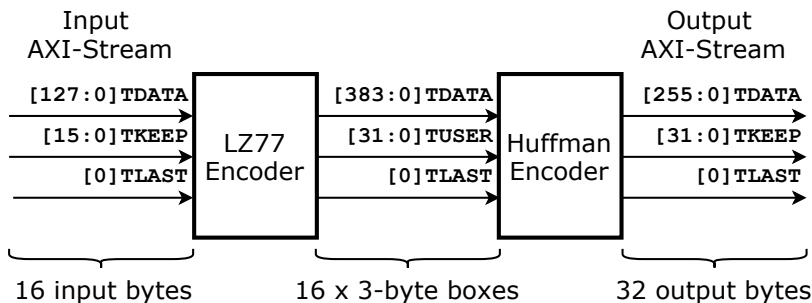 Input
AXI-Stream
Output
AXI-Stream
[127:0]TDATA
[15:0]TKEEP
[0]TLAST
LZ77
Encoder
[383:0]TDATA
[31:0]TUSER
[0]TLAST
Huffman
Encoder
[255:0]TDATA
[31:0]TKEEP
[0]TLAST
16 input bytes
16 x 3-byte boxes
32 output bytes